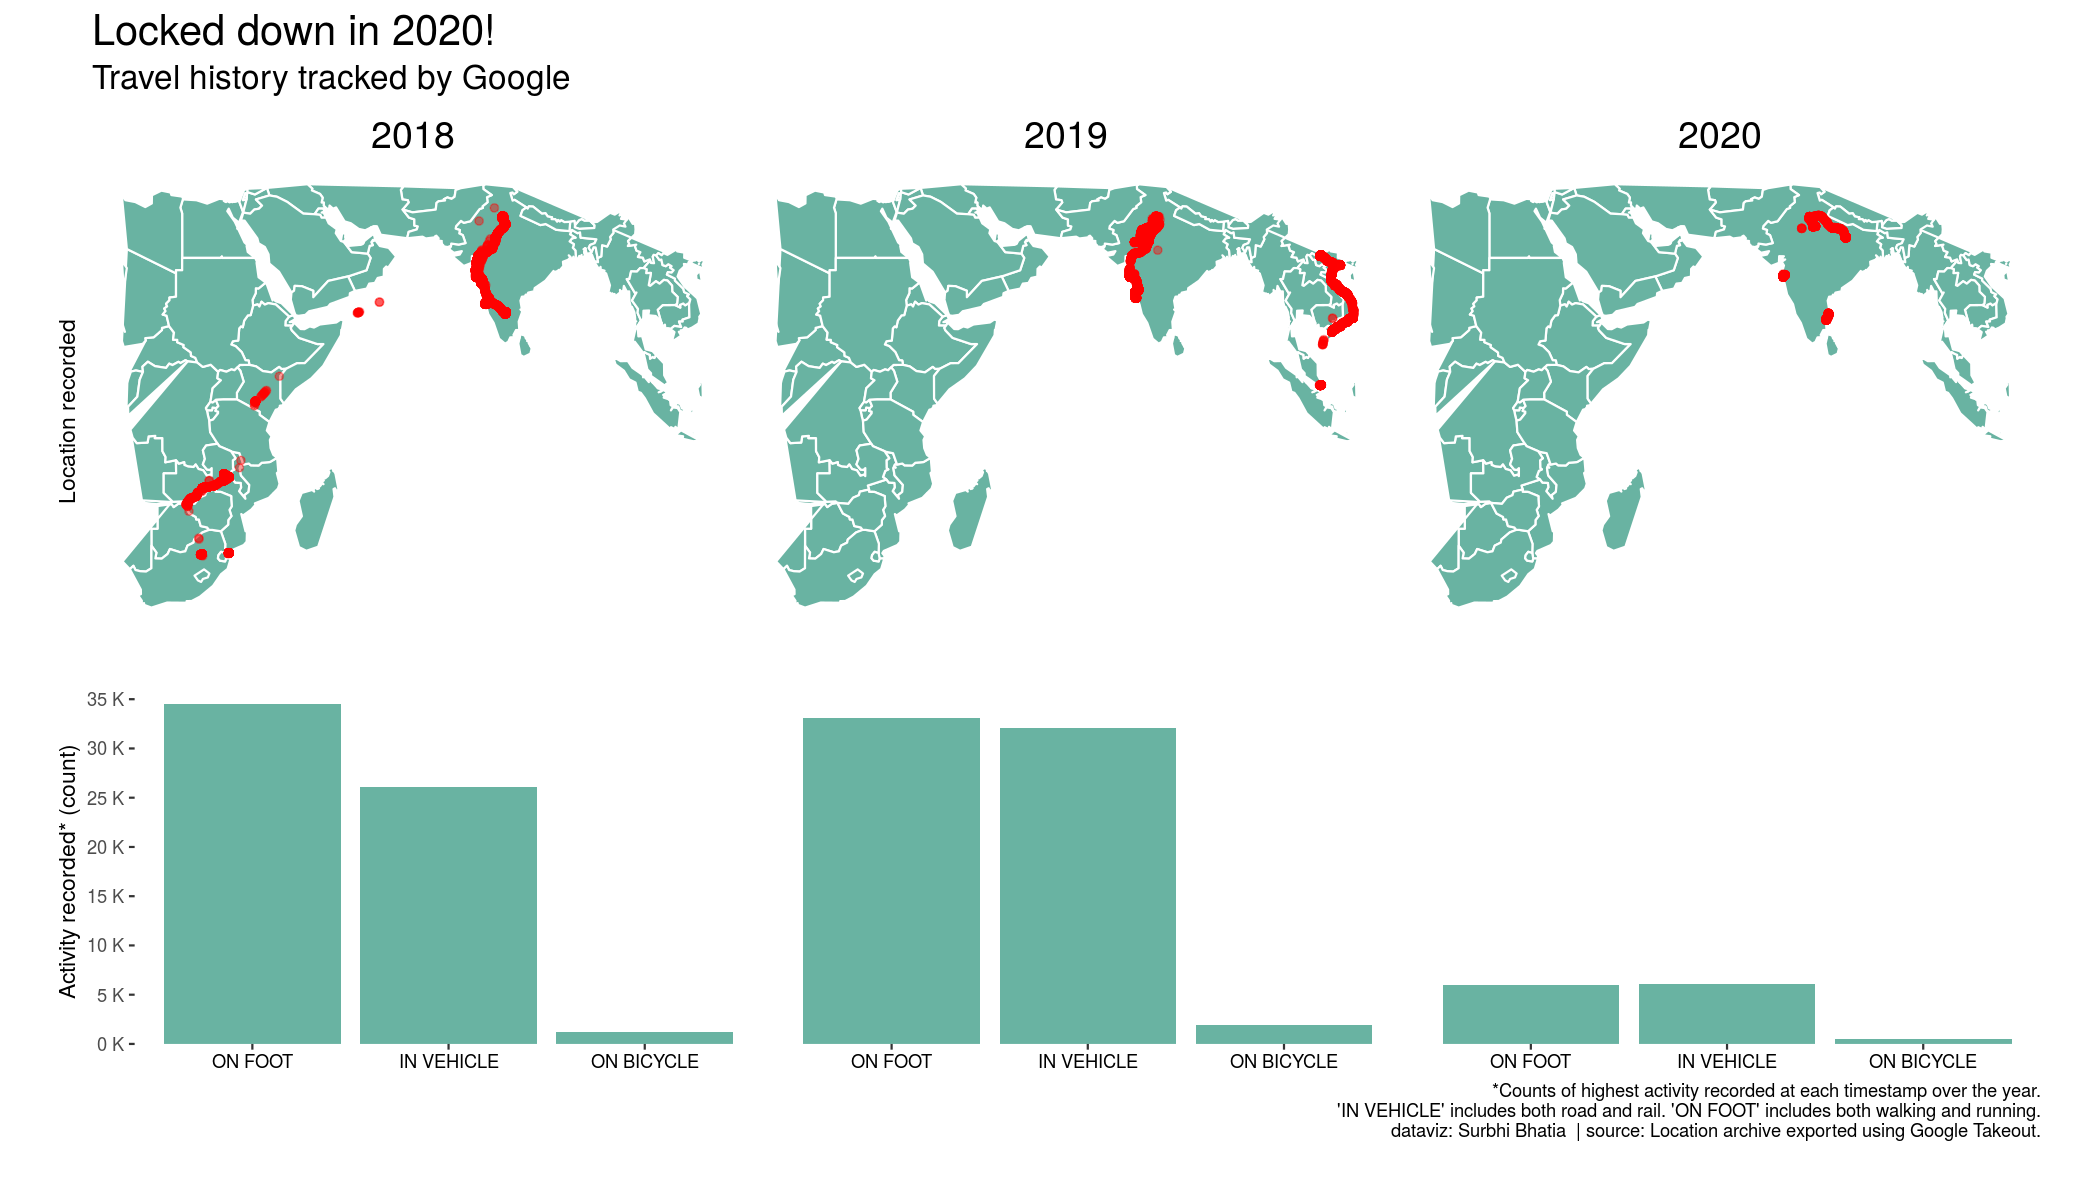 Locked down in 2020!
Travel history tracked by Google
2018
2019
2020
Location recorded
Activity recorded* (count)
35 K
30 K
25 K
20 K
15 K
10 K
5 K
0 K
ON FOOT
IN VEHICLE
ON BICYCLE
ON FOOT
IN VEHICLE
ON BICYCLE
ON FOOT
IN VEHICLE
ON BICYCLE
*Counts of highest activity recorded at each timestamp over the year.
'IN VEHICLE' includes both road and rail. 'ON FOOT' includes both walking and running.
dataviz: Surbhi Bhatia | source: Location archive exported using Google Takeout.